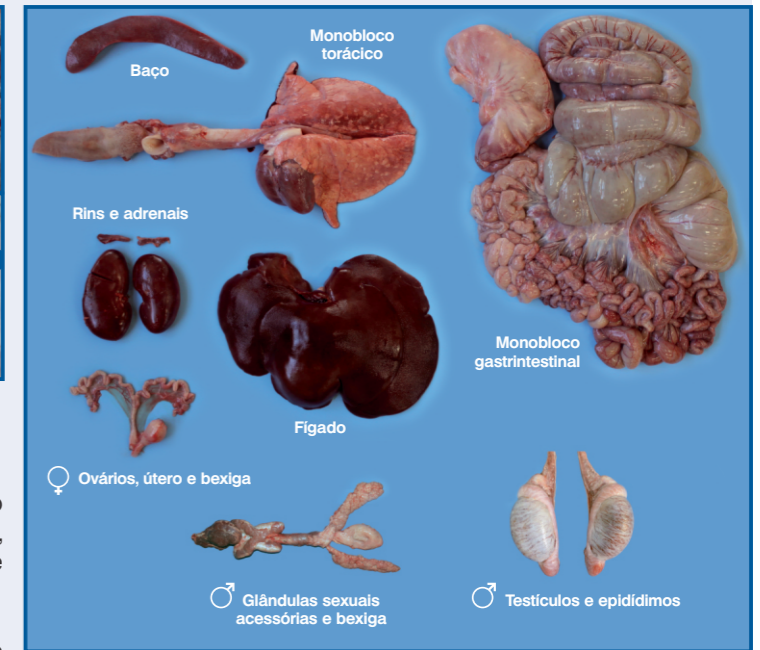 Baço
Monobloco
torácico
Rins e adrenais
Fígado
Monobloco
gastrintestinal
♀ Ovários, útero e bexiga
♂ Glândulas sexuais
acessórias e bexiga
♂ Testículos e epidídimos